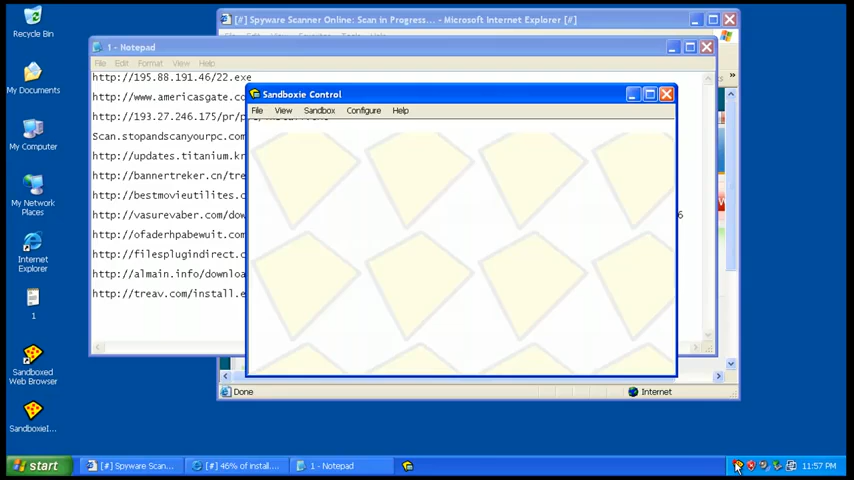 Recycle Bin
My Documents
My Computer
My Network
Places
Internet
Explorer
1
Sandboxed
Web Browser
SandboxieI...
[#] Spyware Scanner Online: Scan in Progress... - Microsoft Internet Explorer [#]
1 - Notepad
File Edit Format View Help
http://195.88.191.46/22.exe
http://www.americasgate.co
http://193.27.246.175/pr/p
Scan.stopandscanyourpc.com
http://updates.titanium.kr
http://bannertreker.cn/tre
http://bestmovieutilites.c
http://vasurevaber.com/dow
6
http://ofaderhpabewuit.com
http://filesplugindirect.c
http://almain.info/downloa
http://treav.com/install.e
Sandboxie Control
File View Sandbox Configure Help
Done
Internet
start
[#] Spyware Scan...
[#] 46% of install....
1 - Notepad
11:57 PM